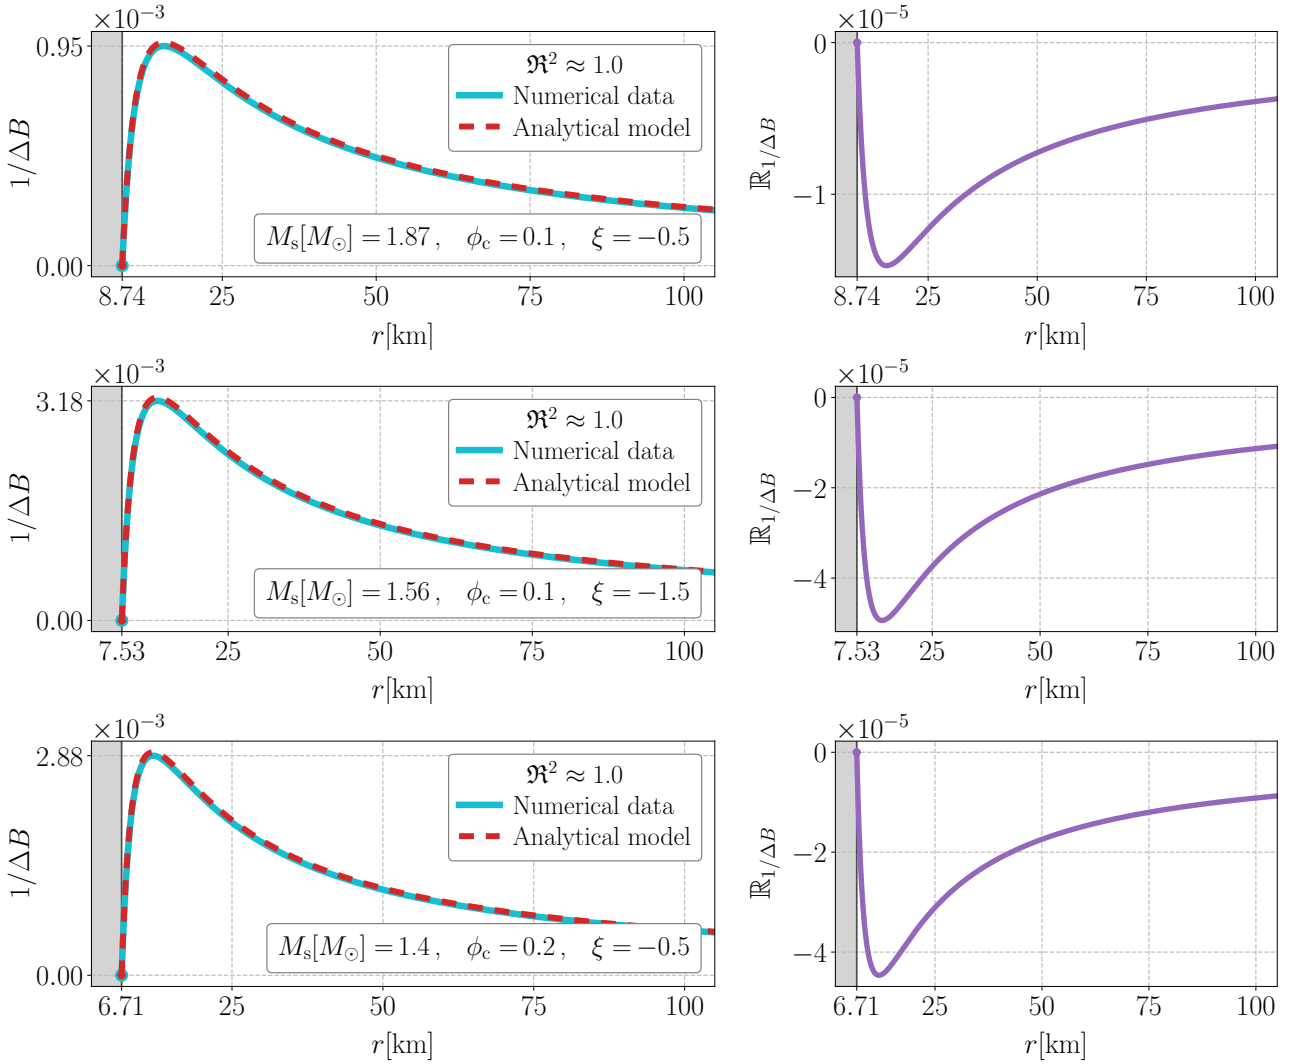 ×10⁻³
0.95
0.00
1/ΔB
ℜ² ≈ 1.0
Numerical data
Analytical model
M_s[M_⊙] = 1.87, ϕ_c = 0.1, ξ = −0.5
8.74 25 50 75 100
r[km]
×10⁻⁵
0
−1
ℝ_{1/ΔB}
8.74 25 50 75 100
r[km]
×10⁻³
3.18
0.00
1/ΔB
ℜ² ≈ 1.0
Numerical data
Analytical model
M_s[M_⊙] = 1.56, ϕ_c = 0.1, ξ = −1.5
7.53 25 50 75 100
r[km]
×10⁻⁵
0
−2
−4
ℝ_{1/ΔB}
7.53 25 50 75 100
r[km]
×10⁻³
2.88
0.00
1/ΔB
ℜ² ≈ 1.0
Numerical data
Analytical model
M_s[M_⊙] = 1.4, ϕ_c = 0.2, ξ = −0.5
6.71 25 50 75 100
r[km]
×10⁻⁵
0
−2
−4
ℝ_{1/ΔB}
6.71 25 50 75 100
r[km]